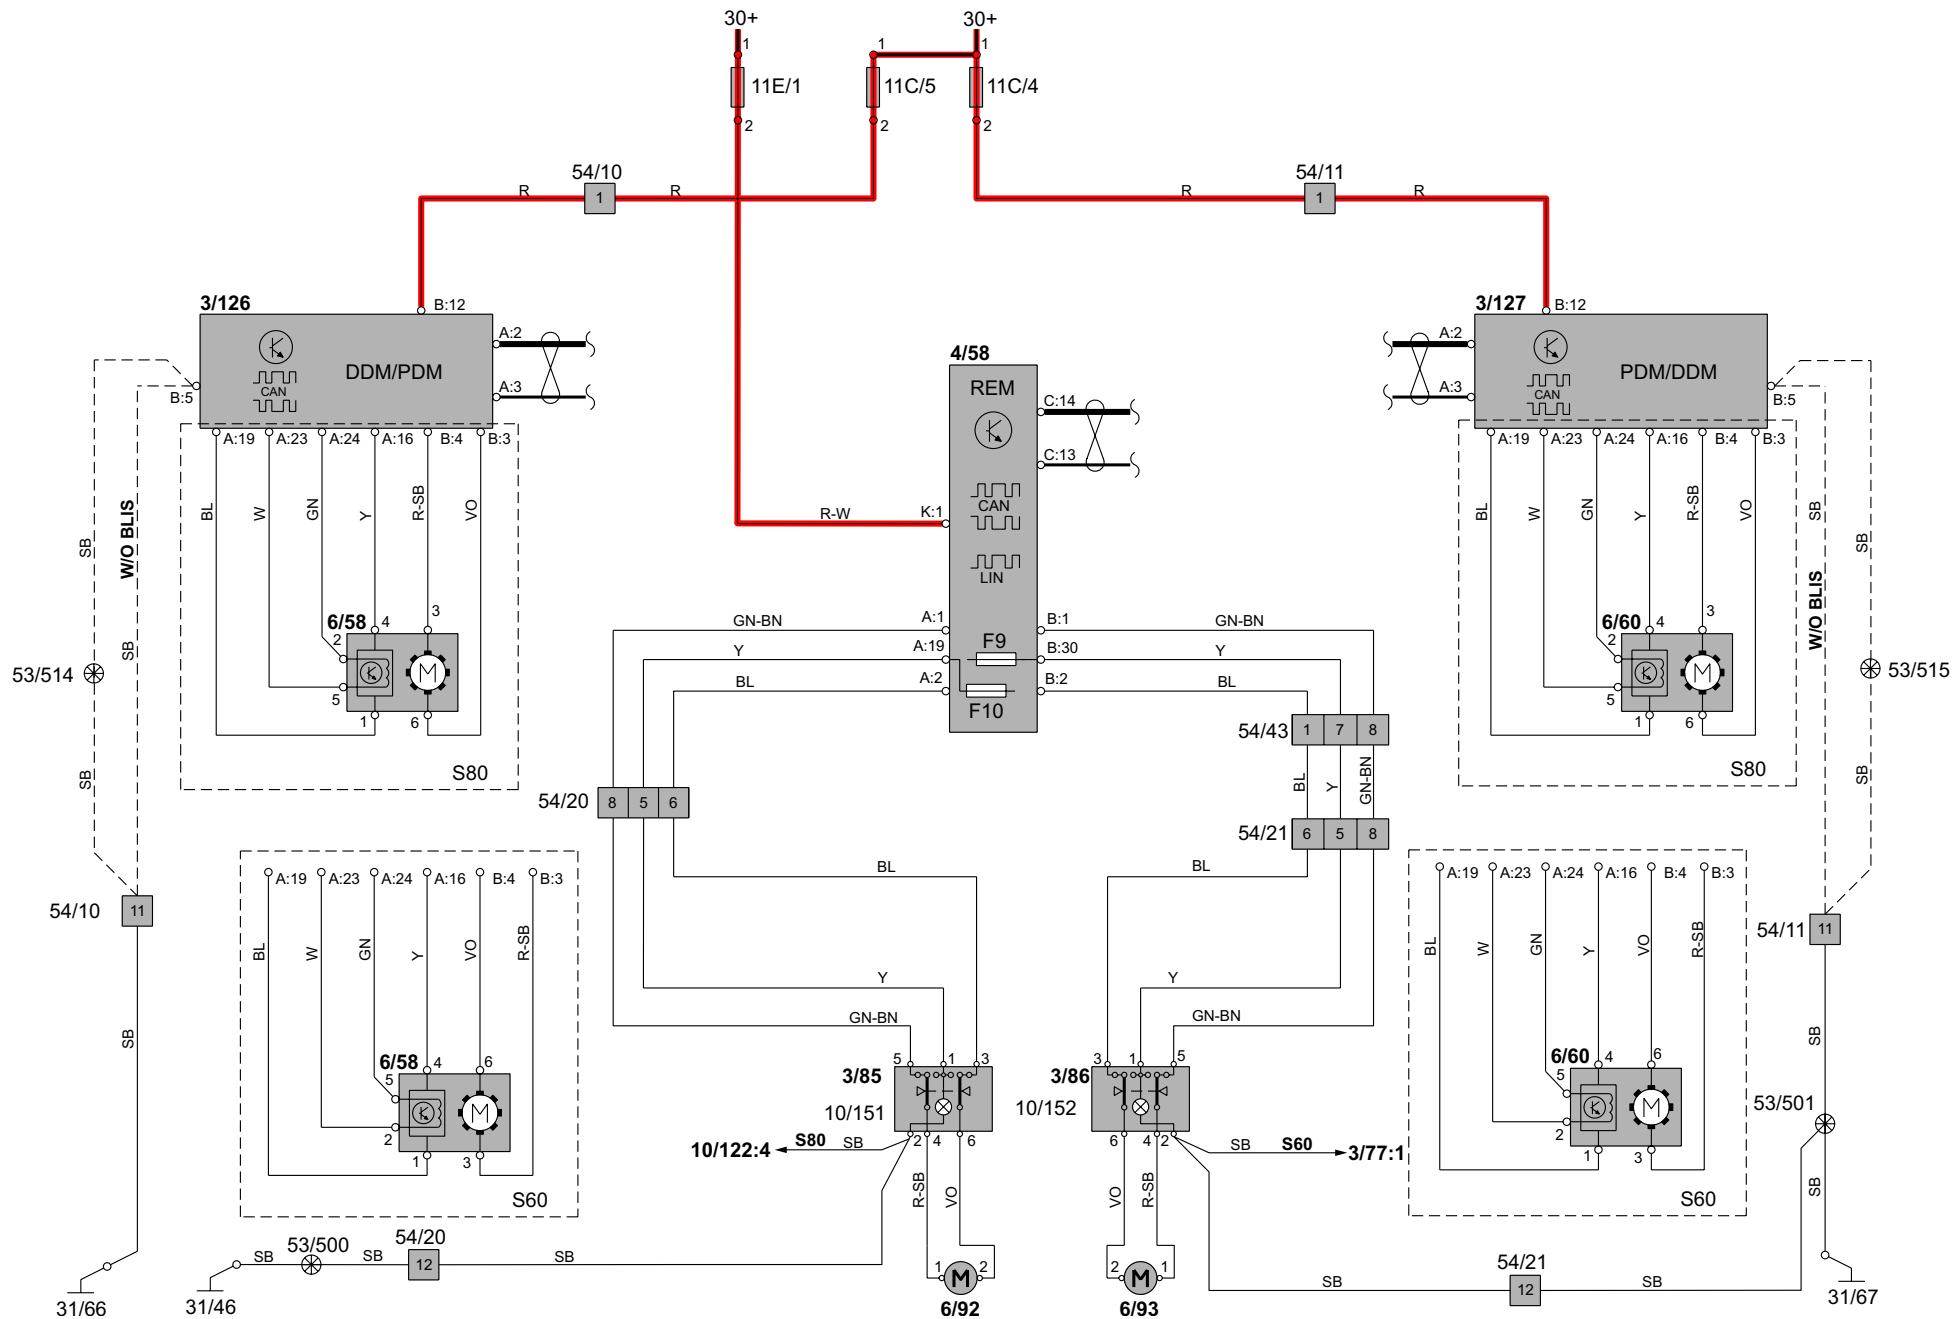 30+ 30+
1 1 1
11E/1 11C/5 11C/4
2 2 2
54/10 54/11
R 1 R R 1 R
3/126 B:12 3/127 B:12
A:2 A:2
DDM/PDM PDM/DDM
CAN CAN
B:5 A:3 A:3 B:5
4/58
REM
C:14
C:13
A:19 A:23 A:24 A:16 B:4 B:3
A:19 A:23 A:24 A:16 B:4 B:3
CAN
R-W K:1
LIN
BL W GN Y R-SB VO
BL W GN Y R-SB VO
SB W/O BLIS SB
SB W/O BLIS SB
GN-BN A:1 B:1 GN-BN
Y A:19 F9 B:30 Y
BL A:2 B:2 BL
F10
6/58 4 3
2
M
5
1 6
6/60 4 3
2
M
5
1 6
53/514 53/515
SB SB
S80 S80
54/43 1 7 8
BL Y GN-BN
54/20 8 5 6
54/21 6 5 8
BL BL
A:19 A:23 A:24 A:16 B:4 B:3
A:19 A:23 A:24 A:16 B:4 B:3
54/10 11
54/11 11
BL W GN Y VO R-SB
BL W GN Y VO R-SB
Y Y
GN-BN GN-BN
SB SB
6/58 4 6
5
M
2
1 3
6/60 4 6
5
M
2
1 3
5 1 3 3 1 5
3/85 3/86
10/151 10/152
2 4 6 6 4 2
53/501
10/122:4 S80 SB
SB S60 3/77:1
S60 S60
R-SB VO VO R-SB
SB
SB 53/500 SB 54/20 12 SB
1 M 2 2 M 1
SB 54/21 12 SB
31/66 31/46 6/92 6/93 31/67